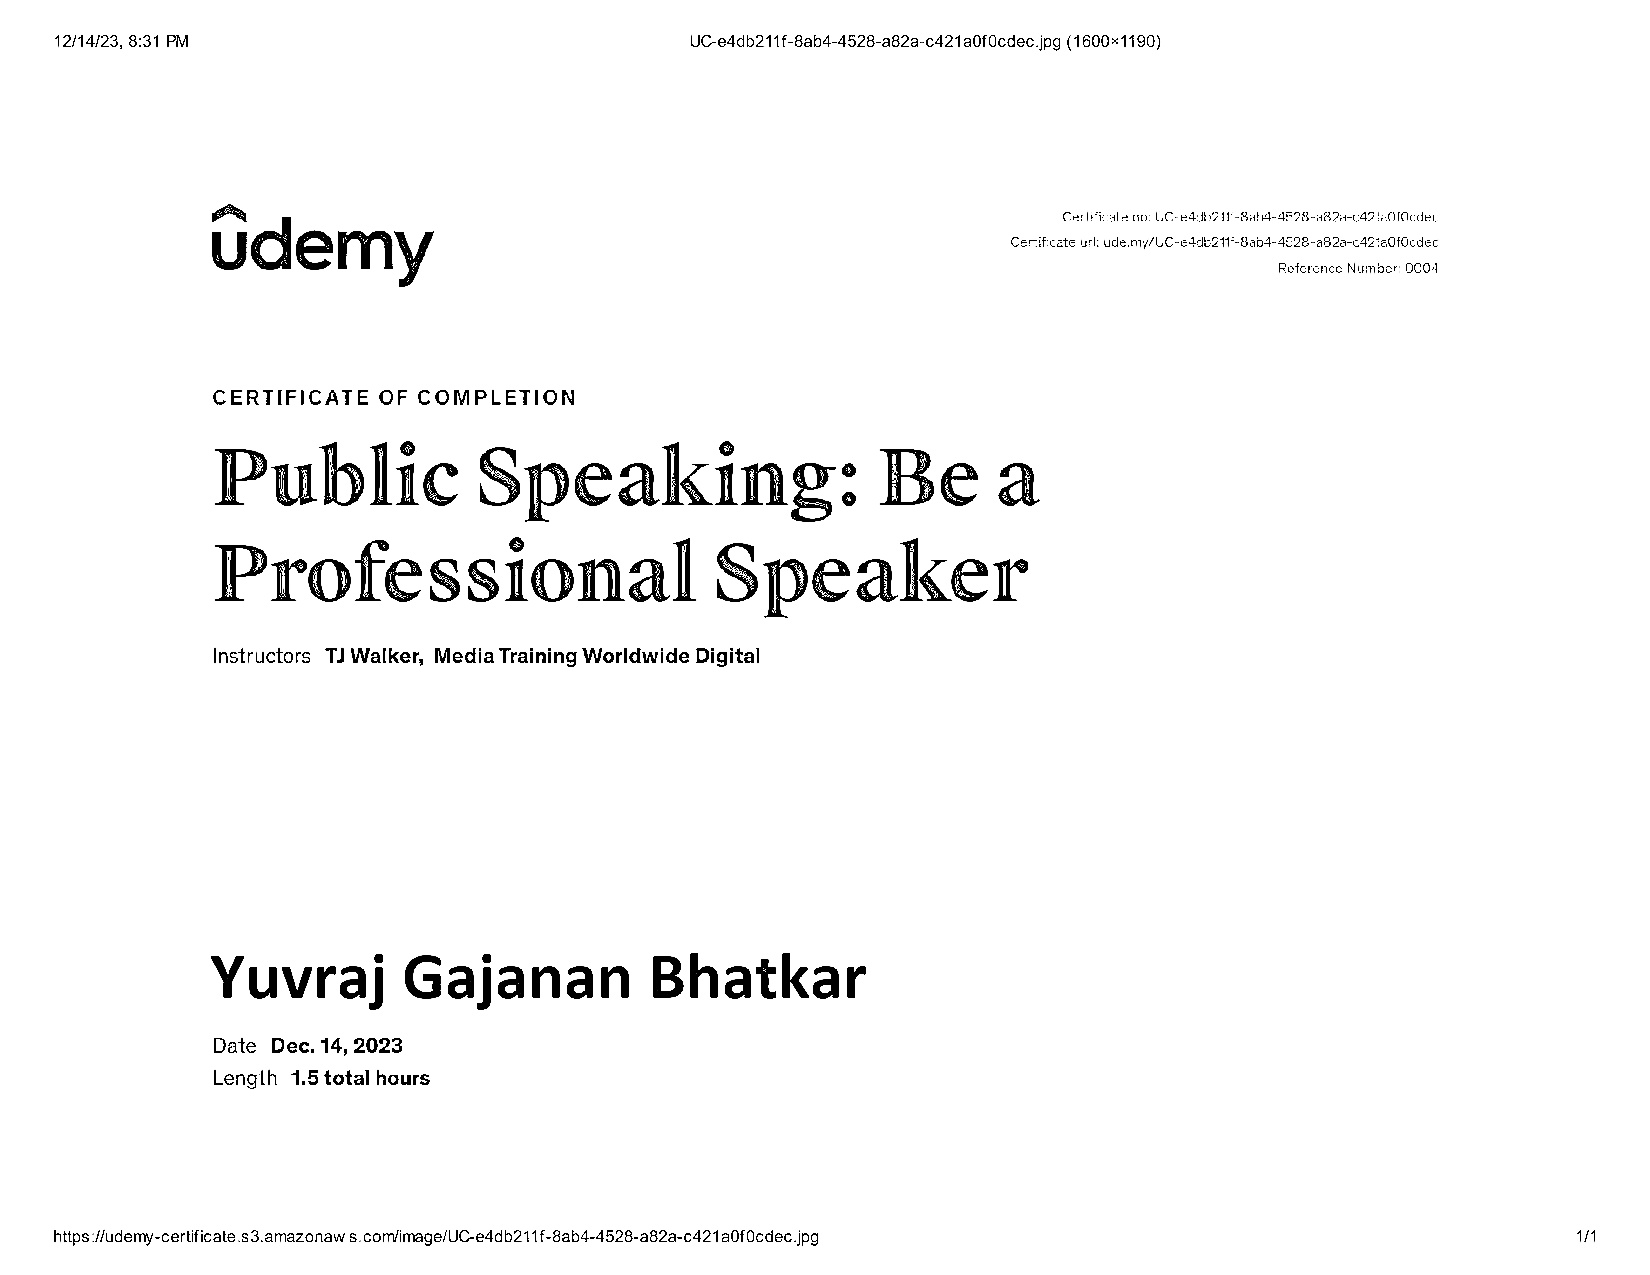 12/14/23, 8:31 PM
UC-e4db211f-8ab4-4528-a82a-c421a0f0cdec.jpg (1600×1190)
ûdemy
Certificate no: UC-e4db211f-8ab4-4528-a82a-c421a0f0cdec
Certificate url: ude.my/UC-e4db211f-8ab4-4528-a82a-c421a0f0cdec
Reference Number: 0004
CERTIFICATE OF COMPLETION
Public Speaking: Be a
Professional Speaker
Instructors TJ Walker, Media Training Worldwide Digital
Yuvraj Gajanan Bhatkar
Date Dec. 14, 2023
Length 1.5 total hours
https://udemy-certificate.s3.amazonaws.com/image/UC-e4db211f-8ab4-4528-a82a-c421a0f0cdec.jpg
1/1